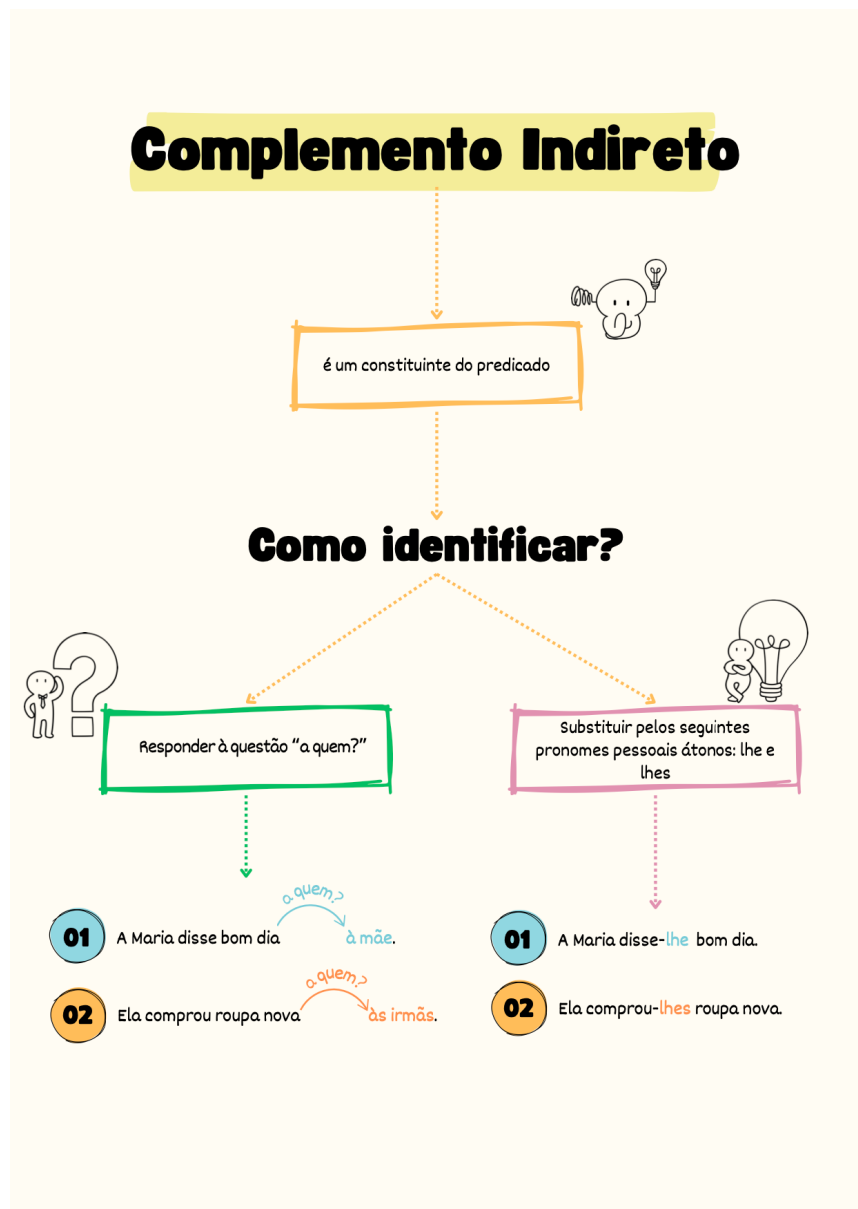 Complemento Indireto
é um constituinte do predicado
Como identificar?
Responder à questão “a quem?”
Substituir pelos seguintes
pronomes pessoais átonos: lhe e
lhes
a quem?
01 A Maria disse bom dia à mãe.
a quem?
02 Ela comprou roupa nova às irmãs.
01 A Maria disse-lhe bom dia.
02 Ela comprou-lhes roupa nova.